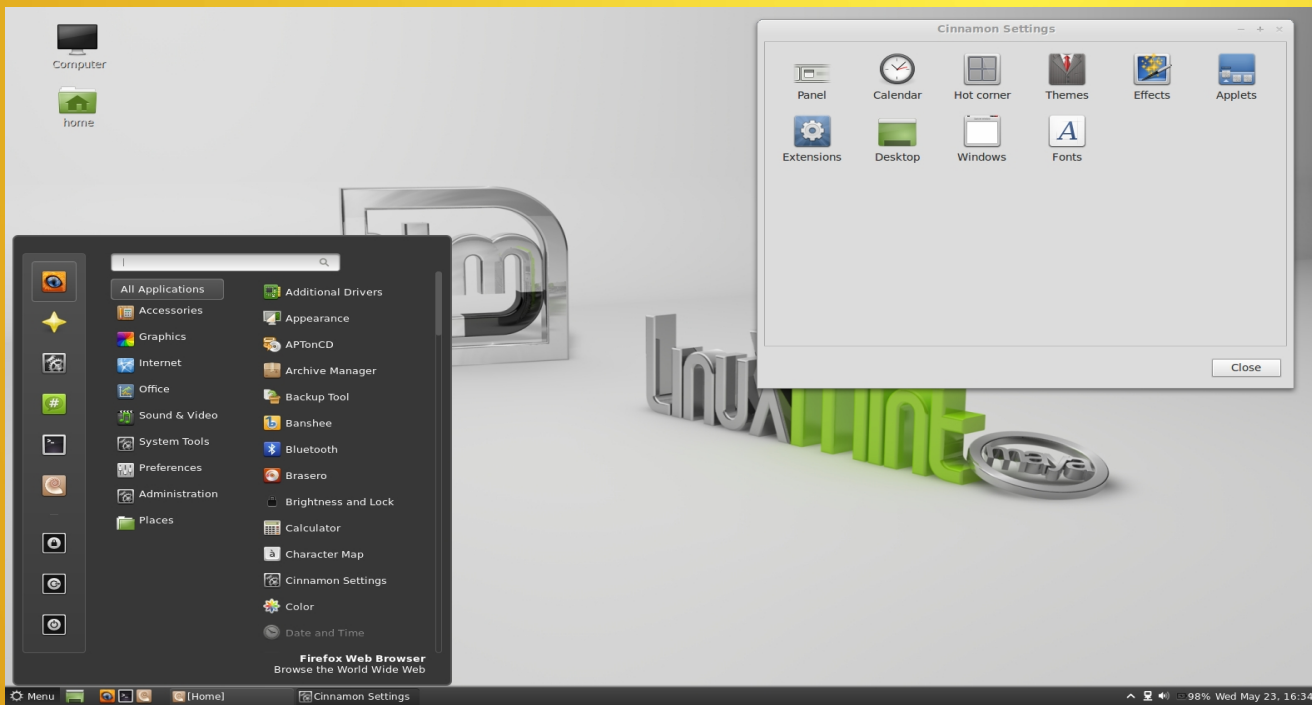 Computer
home
Cinnamon Settings
Panel
Calendar
Hot corner
Themes
Effects
Applets
Extensions
Desktop
Windows
Fonts
Close
All Applications
Accessories
Graphics
Internet
Office
Sound & Video
System Tools
Preferences
Administration
Places
Additional Drivers
Appearance
APTonCD
Archive Manager
Backup Tool
Banshee
Bluetooth
Brasero
Brightness and Lock
Calculator
Character Map
Cinnamon Settings
Color
Date and Time
Firefox Web Browser
Browse the World Wide Web
Linux
mint
maya
Menu
[Home]
Cinnamon Settings
98% Wed May 23, 16:34